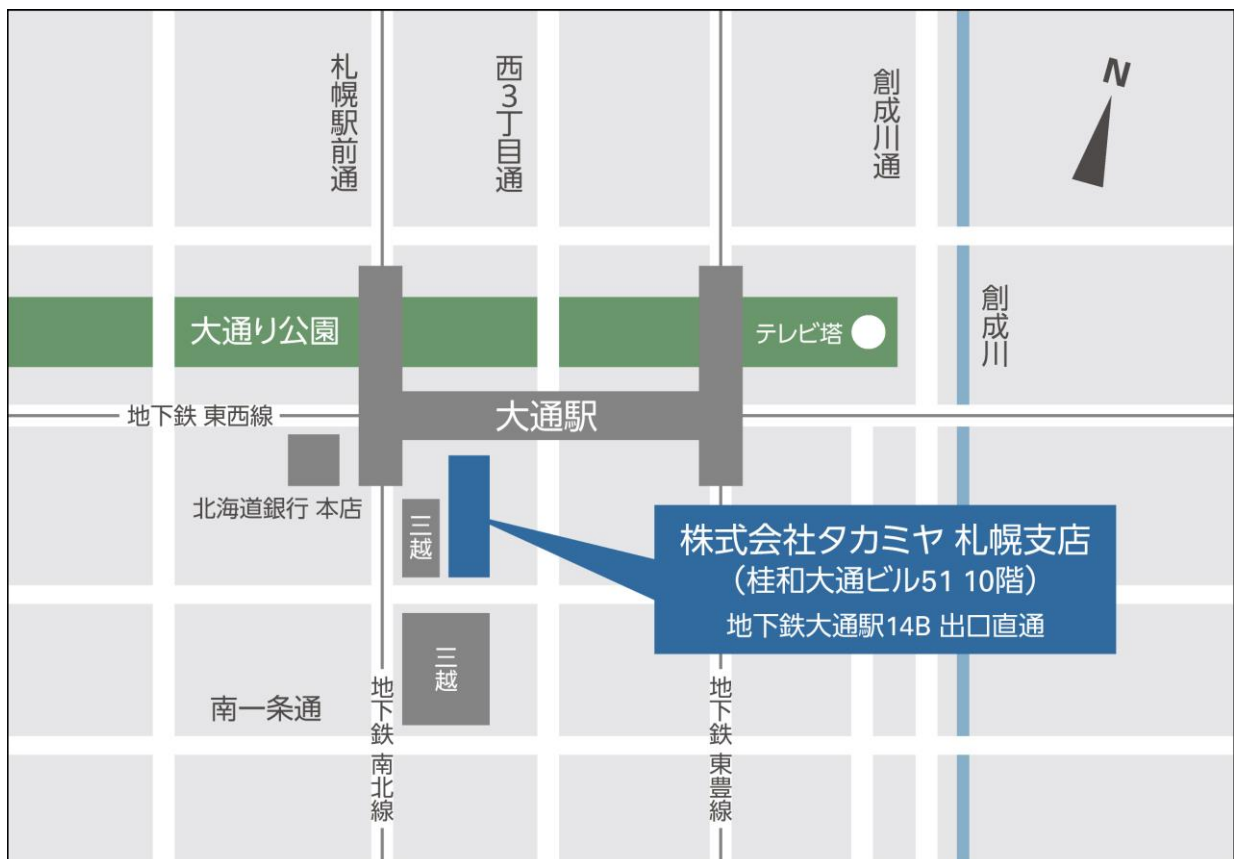 札幌駅前通
西3丁目通
創成川通
N
大通り公園
テレビ塔
創成川
地下鉄 東西線
大通駅
北海道銀行 本店
三越
株式会社タカミヤ 札幌支店
（桂和大通ビル51 10階）
地下鉄大通駅14B 出口直通
三越
南一条通
地下鉄 南北線
地下鉄 東豊線